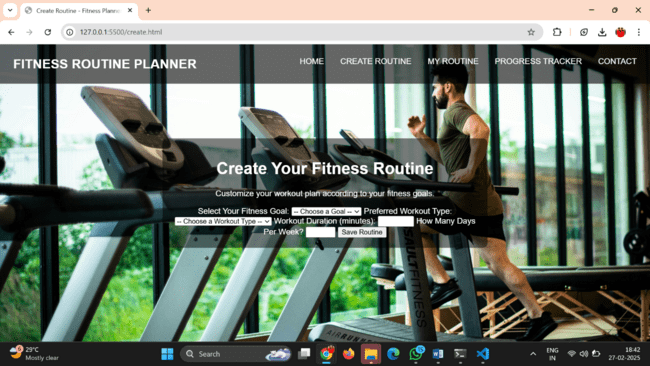 Create Routine - Fitness Planne
127.0.0.1:5500/create.html
FITNESS ROUTINE PLANNER
HOME CREATE ROUTINE MY ROUTINE PROGRESS TRACKER CONTACT
Create Your Fitness Routine
Customize your workout plan according to your fitness goals.
Select Your Fitness Goal: -- Choose a Goal -- Preferred Workout Type:
-- Choose a Workout Type -- Workout Duration (minutes): How Many Days
Per Week? Save Routine
FITNESS
29°C
Mostly clear
Search
ENG
IN
18:42
27-02-2025